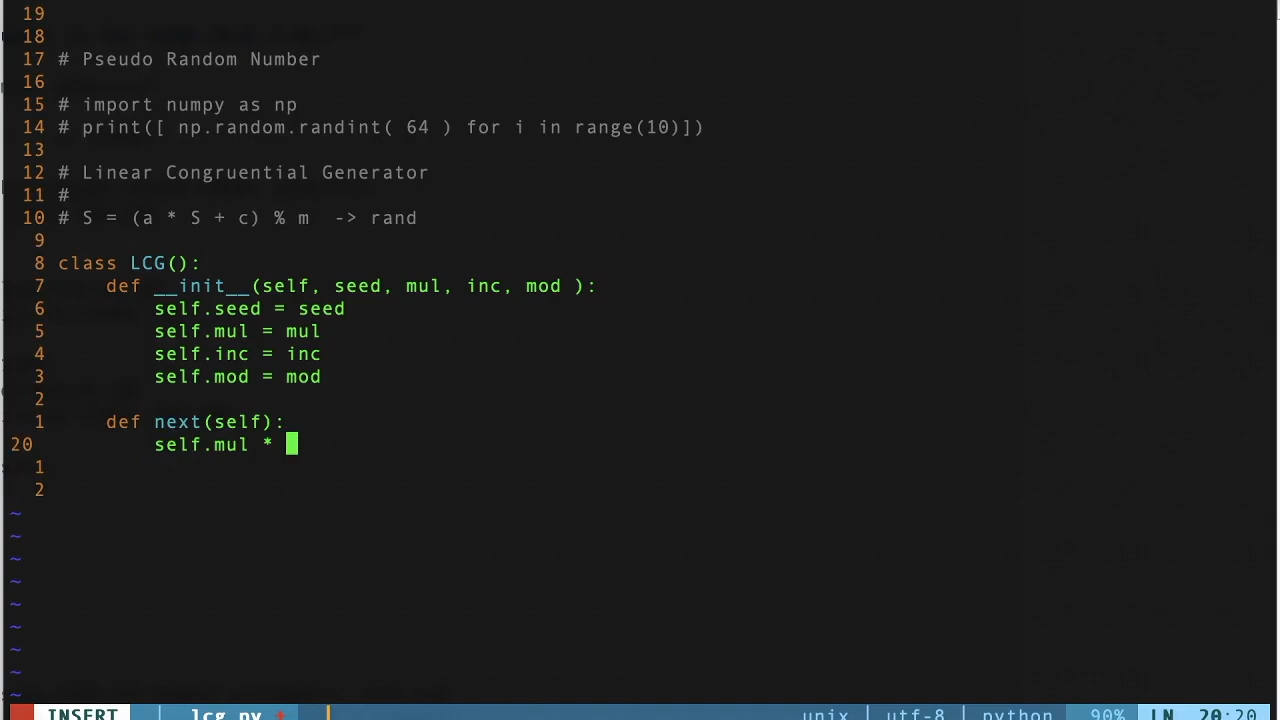 19
18
17 # Pseudo Random Number
16
15 # import numpy as np
14 # print([ np.random.randint( 64 ) for i in range(10)])
13
12 # Linear Congruential Generator
11 #
10 # S = (a * S + c) % m  -> rand
9
8 class LCG():
7     def __init__(self, seed, mul, inc, mod ):
6         self.seed = seed
5         self.mul = mul
4         self.inc = inc
3         self.mod = mod
2
1     def next(self):
20         self.mul *
1
2
~
~
~
~
~
~
~
~
~
INSERT | lcg.py + | unix | utf-8 | python 90% LN 20:20